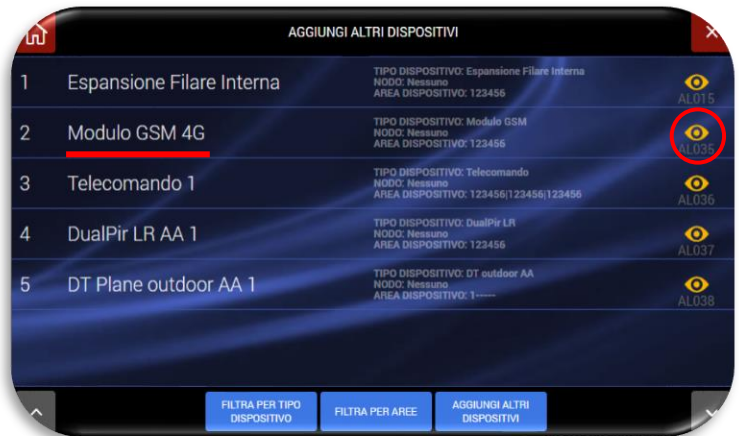 AGGIUNGI ALTRI DISPOSITIVI
1 Espansione Filare Interna
TIPO DISPOSITIVO: Espansione Filare Interna
NODO: Nessuno
AREA DISPOSITIVO: 123456
AL015
2 Modulo GSM 4G
TIPO DISPOSITIVO: Modulo GSM
NODO: Nessuno
AREA DISPOSITIVO: 123456
AL035
3 Telecomando 1
TIPO DISPOSITIVO: Telecomando
NODO: Nessuno
AREA DISPOSITIVO: 123456|123456|123456
AL036
4 DualPir LR AA 1
TIPO DISPOSITIVO: DualPir LR
NODO: Nessuno
AREA DISPOSITIVO: 123456
AL037
5 DT Plane outdoor AA 1
TIPO DISPOSITIVO: DT outdoor AA
NODO: Nessuno
AREA DISPOSITIVO: 1-----
AL038
FILTRA PER TIPO
DISPOSITIVO
FILTRA PER AREE
AGGIUNGI ALTRI
DISPOSITIVI